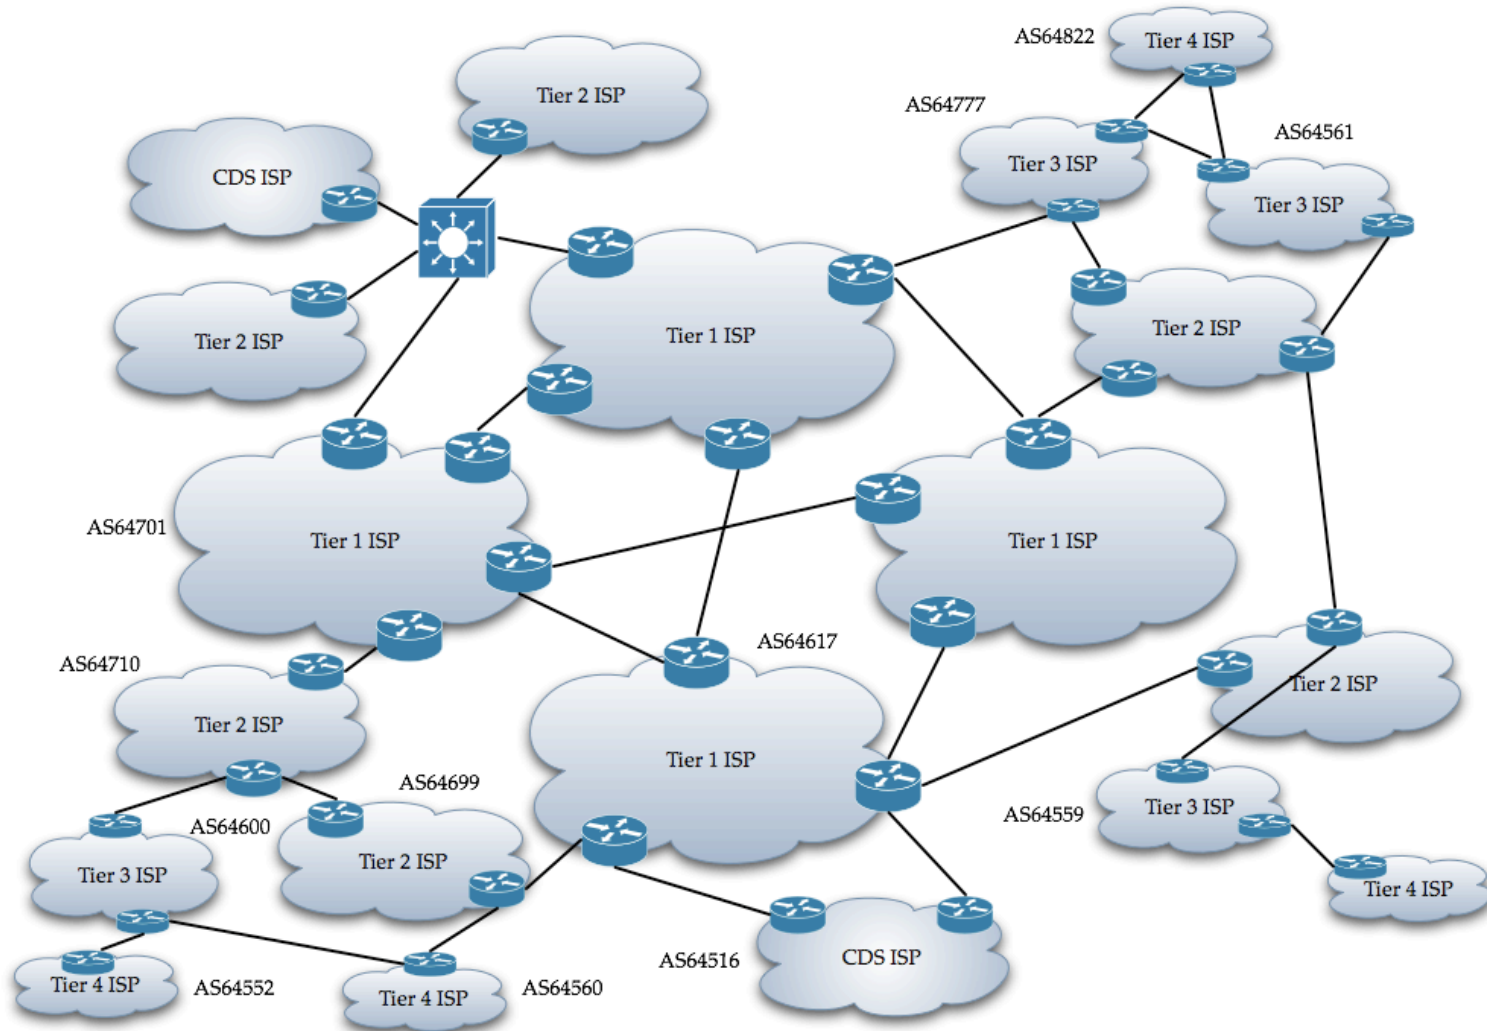 AS64822
Tier 4 ISP
Tier 2 ISP
AS64777
AS64561
CDS ISP
Tier 3 ISP
Tier 3 ISP
Tier 2 ISP
Tier 1 ISP
Tier 2 ISP
AS64701
Tier 1 ISP
Tier 1 ISP
AS64617
AS64710
Tier 2 ISP
Tier 2 ISP
Tier 1 ISP
AS64699
AS64559
Tier 3 ISP
AS64600
Tier 3 ISP
Tier 2 ISP
Tier 4 ISP
AS64516
CDS ISP
Tier 4 ISP
AS64552
Tier 4 ISP
AS64560